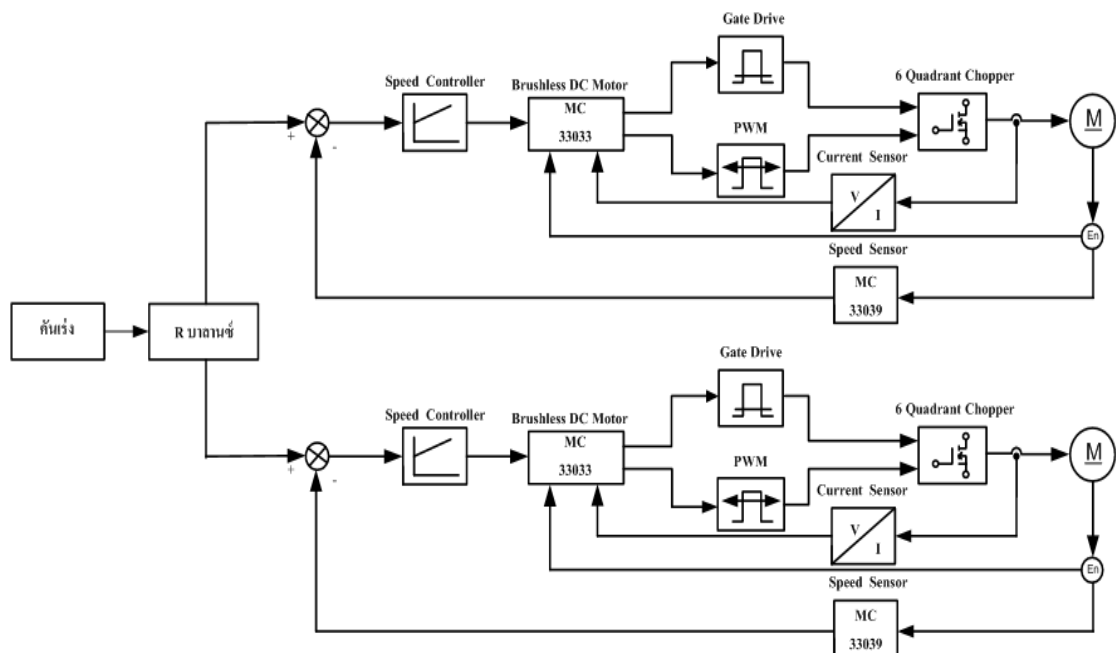 Gate Drive
Speed Controller
Brushless DC Motor
6 Quadrant Chopper
MC
33033
M
+
-
PWM
Current Sensor
V
I
En
Speed Sensor
MC
33039
คันเร่ง
R บาลานซ์
Gate Drive
Speed Controller
Brushless DC Motor
6 Quadrant Chopper
MC
33033
M
+
-
PWM
Current Sensor
V
I
En
Speed Sensor
MC
33039